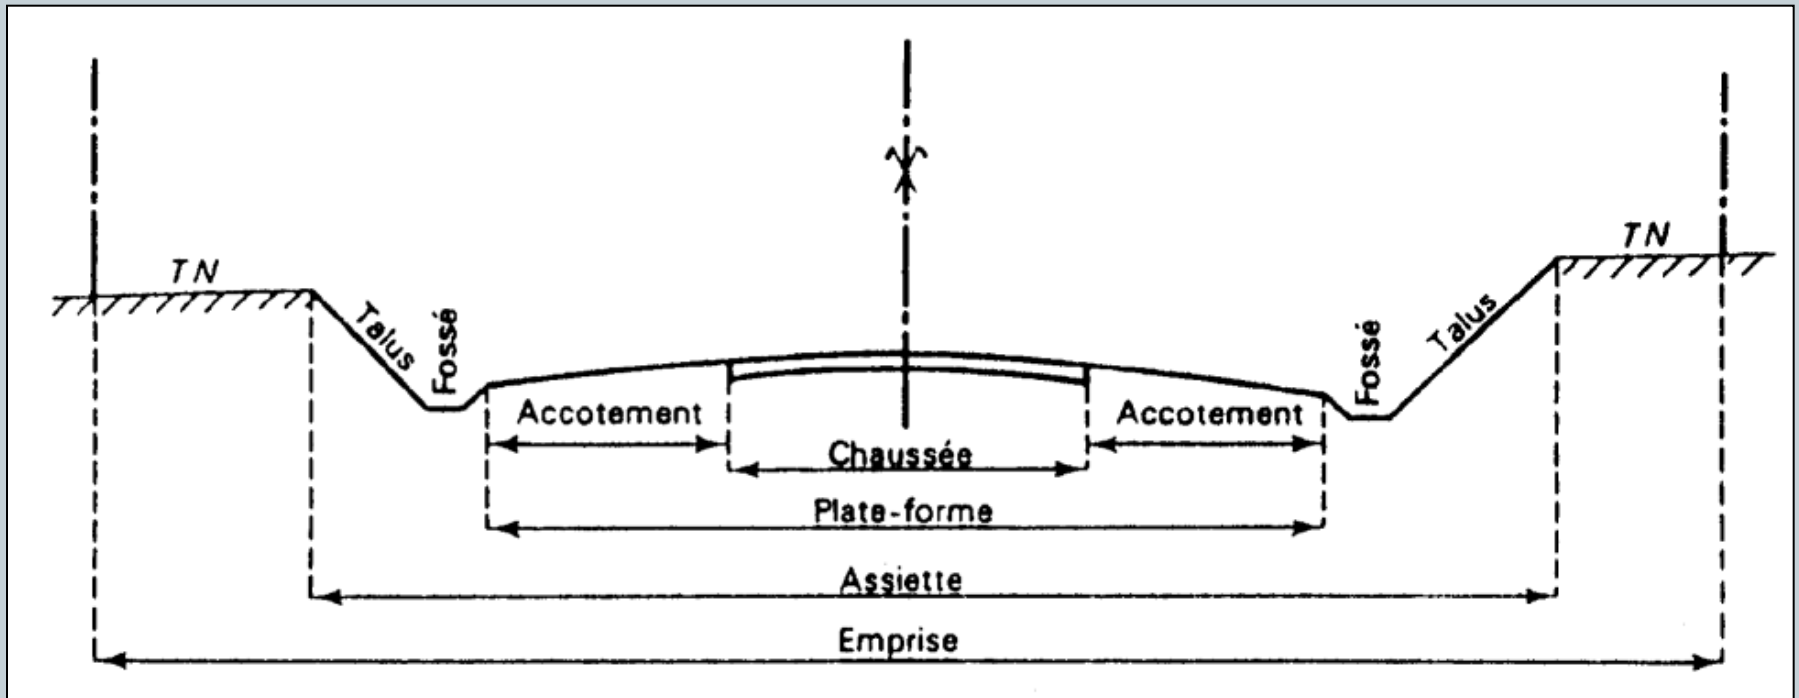 TN
TN
Talus
Fossé
Fossé
Talus
Accotement
Accotement
Chaussée
Plate-forme
Assiette
Emprise